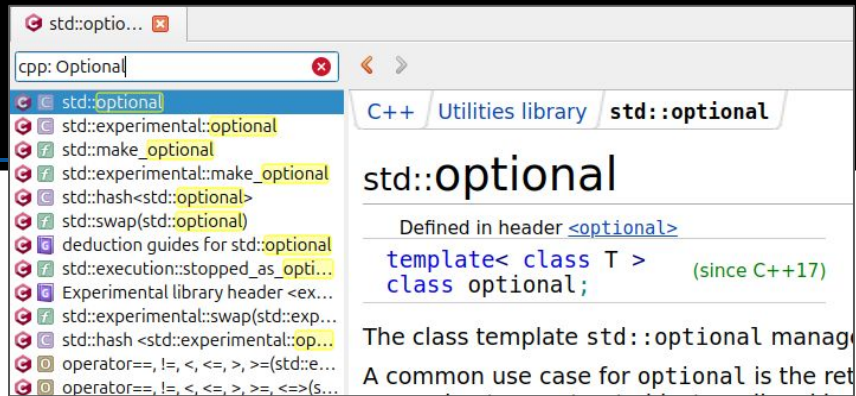 std::optio...
cpp: Optional
std::optional
std::experimental::optional
std::make_optional
std::experimental::make_optional
std::hash<std::optional>
std::swap(std::optional)
deduction guides for std::optional
std::execution::stopped_as_opti...
Experimental library header <ex...
std::experimental::swap(std::exp...
std::hash <std::experimental::op...
operator==, !=, <, <=, >, >=(std::e...
operator==, !=, <, <=, >, >=, <=>(s...
C++ / Utilities library / std::optional
std::optional
Defined in header <optional>
template< class T >
class optional;
(since C++17)
The class template std::optional manag
A common use case for optional is the ret